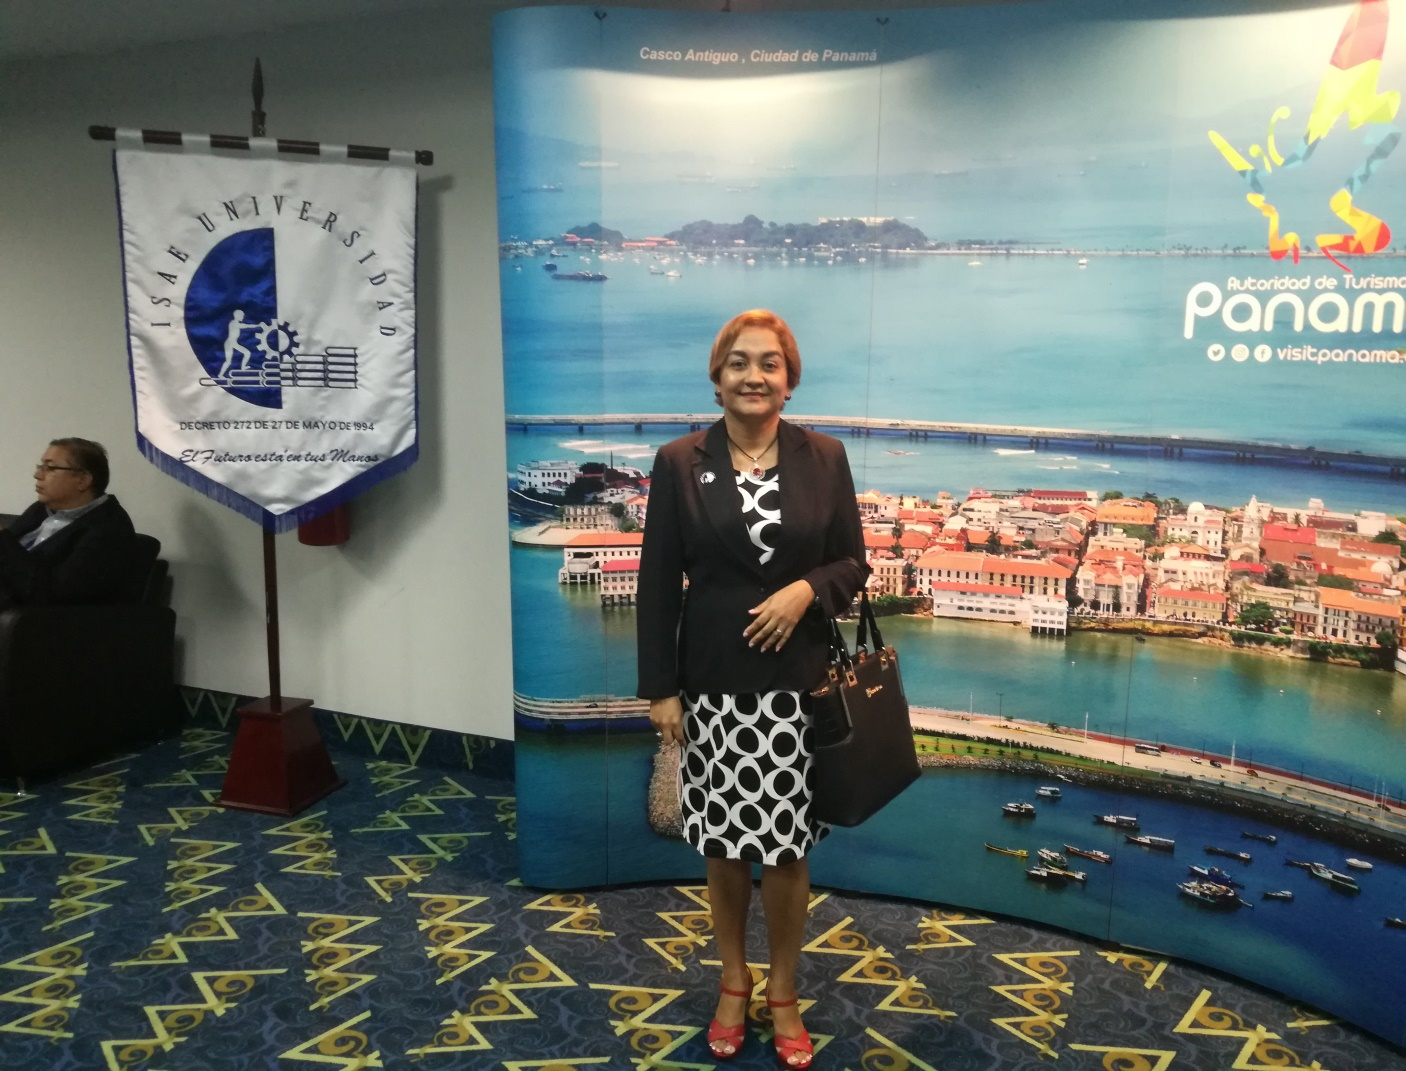 ISAE UNIVERSIDAD
DECRETO 272 DE 27 DE MAYO DE 1994
El Futuro está en tus Manos
Casco Antiguo , Ciudad de Panamá
Autoridad de Turismo
Panam
visitpanama.